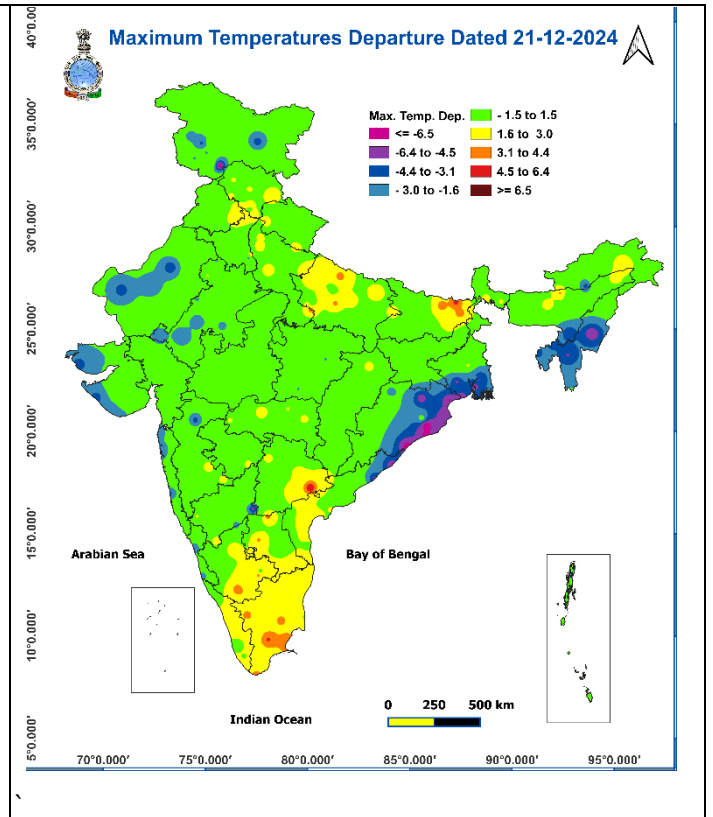 Maximum Temperatures Departure Dated 21-12-2024
Max. Temp. Dep.
<= -6.5
-6.4 to -4.5
-4.4 to -3.1
- 3.0 to -1.6
- 1.5 to 1.5
1.6 to 3.0
3.1 to 4.4
4.5 to 6.4
>= 6.5
40°0.000'
35°0.000'
30°0.000'
25°0.000'
20°0.000'
15°0.000'
10°0.000'
5°0.000'
Arabian Sea
Bay of Bengal
Indian Ocean
0 250 500 km
70°0.000' 75°0.000' 80°0.000' 85°0.000' 90°0.000' 95°0.000'
`